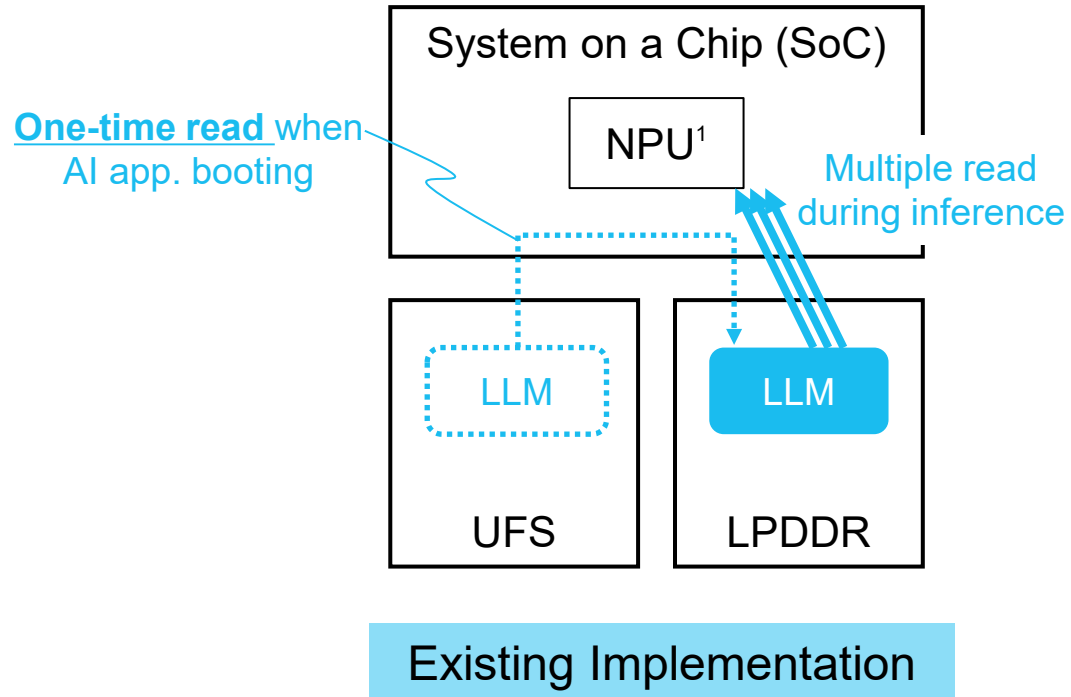 System on a Chip (SoC)
NPU¹
One-time read when
AI app. booting
Multiple read
during inference
LLM
LLM
UFS
LPDDR
Existing Implementation